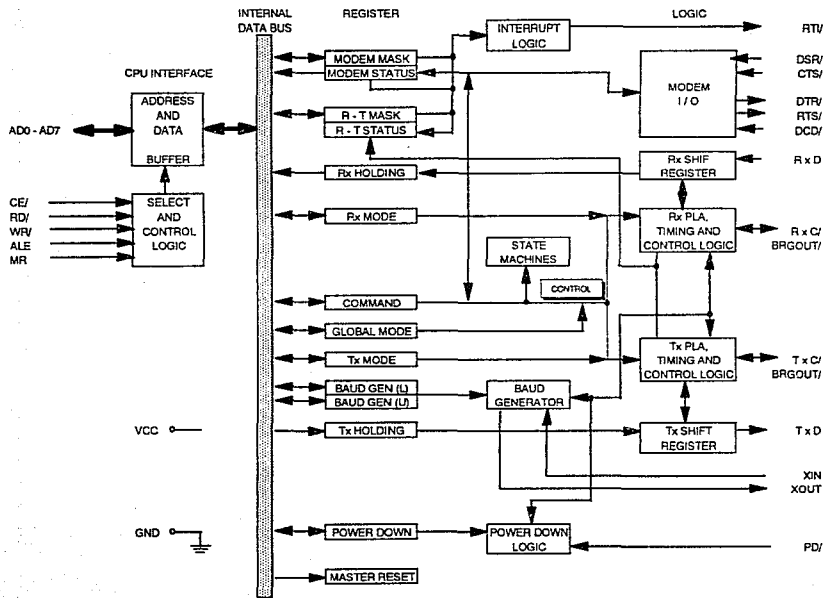 INTERNAL
DATA BUS
REGISTER
LOGIC
CPU INTERFACE
ADDRESS
AND
DATA
BUFFER
AD0 - AD7
CE/
RD/
WR/
ALE
MR
SELECT
AND
CONTROL
LOGIC
VCC
GND
MODEM MASK
MODEM STATUS
R - T MASK
R - T STATUS
Rx HOLDING
Rx MODE
COMMAND
GLOBAL MODE
Tx MODE
BAUD GEN (L)
BAUD GEN (U)
Tx HOLDING
POWER DOWN
MASTER RESET
INTERRUPT
LOGIC
STATE
MACHINES
CONTROL
BAUD
GENERATOR
POWER DOWN
LOGIC
MODEM
I / O
Rx SHIF
REGISTER
Rx PLA,
TIMING AND
CONTROL LOGIC
Tx PLA,
TIMING AND
CONTROL LOGIC
Tx SHIFT
REGISTER
RTI/
DSR/
CTS/
DTR/
RTS/
DCD/
R x D
R x C/
BRGOUT/
T x C/
BRGOUT/
T x D
XIN
XOUT
PD/